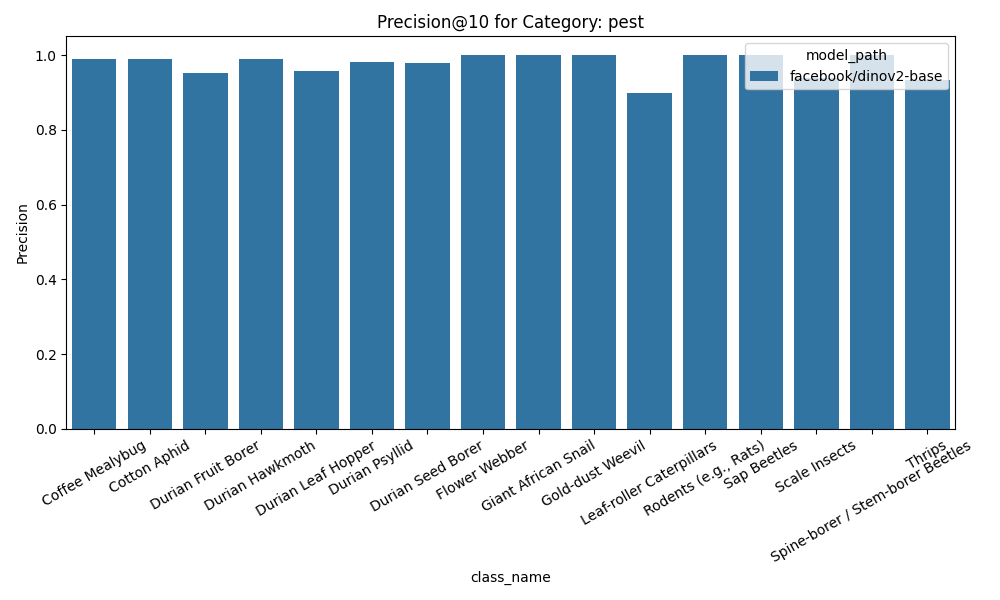 Precision@10 for Category: pest
model_path
facebook/dinov2-base
Precision
1.0
0.8
0.6
0.4
0.2
0.0
Coffee Mealybug
Cotton Aphid
Durian Fruit Borer
Durian Hawkmoth
Durian Leaf Hopper
Durian Psyllid
Durian Seed Borer
Flower Webber
Giant African Snail
Gold-dust Weevil
Leaf-roller Caterpillars
Rodents (e.g., Rats)
Sap Beetles
Scale Insects
Spine-borer / Stem-borer Beetles
Thrips
class_name